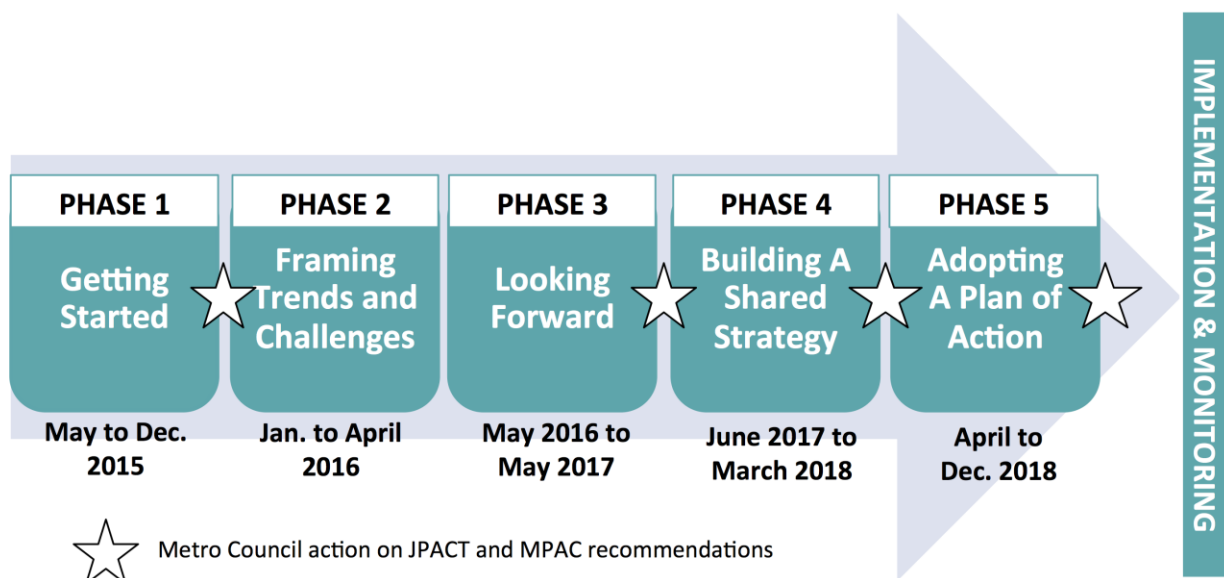 PHASE 1
Getting
Started
May to Dec.
2015
PHASE 2
Framing
Trends and
Challenges
Jan. to April
2016
PHASE 3
Looking
Forward
May 2016 to
May 2017
PHASE 4
Building A
Shared
Strategy
June 2017 to
March 2018
PHASE 5
Adopting
A Plan of
Action
April to
Dec. 2018
IMPLEMENTATION & MONITORING
Metro Council action on JPACT and MPAC recommendations